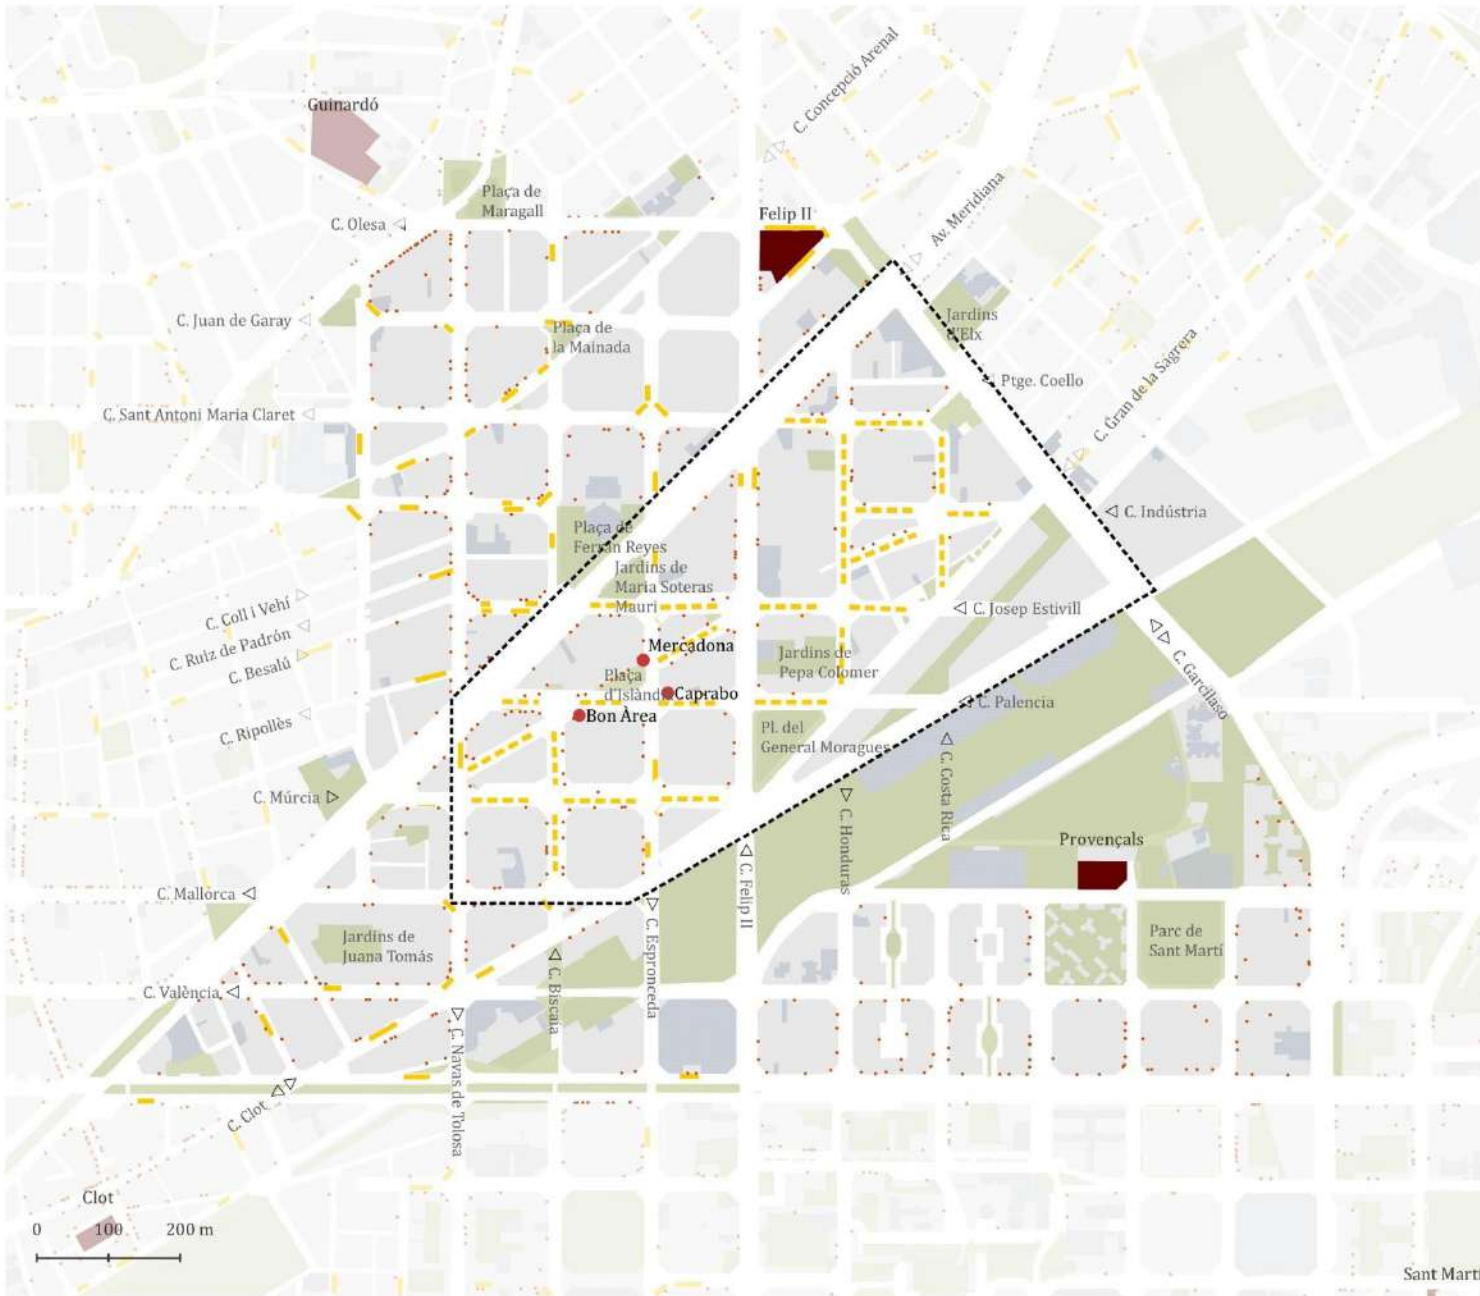 C. Concepció Arenal
Guinardó
Av. Meridiana
Plaça de
Maragall
Felip II
C. Olesa
C. Juan de Garay
Plaça de
la Mainada
Jardins
d'Elx
C. Gran de la Sagrera
Ptge. Coello
C. Sant Antoni Maria Claret
C. Indústria
Plaça de
Ferran Reyes
Jardins de
Maria Soteras
Mauri
C. Coll i Vehí
C. Josep Estivill
C. Ruiz de Padrón
C. Besalú
Mercadona
Jardins de
Pepa Colomer
Plaça
d'Islàndia
Caprabo
C. Garcilaso
C. Palencia
C. Ripollès
Bon Àrea
Pl. del
General Moragues
C. Múrcia
C. Costa Rica
C. Honduras
Provençals
C. Mallorca
C. Felip II
Jardins de
Juana Tomás
C. Espronceda
Parc de
Sant Martí
C. Biscaia
C. València
C. Navas de Tolosa
C. Clot
Clot
0 100 200 m
Sant Martí